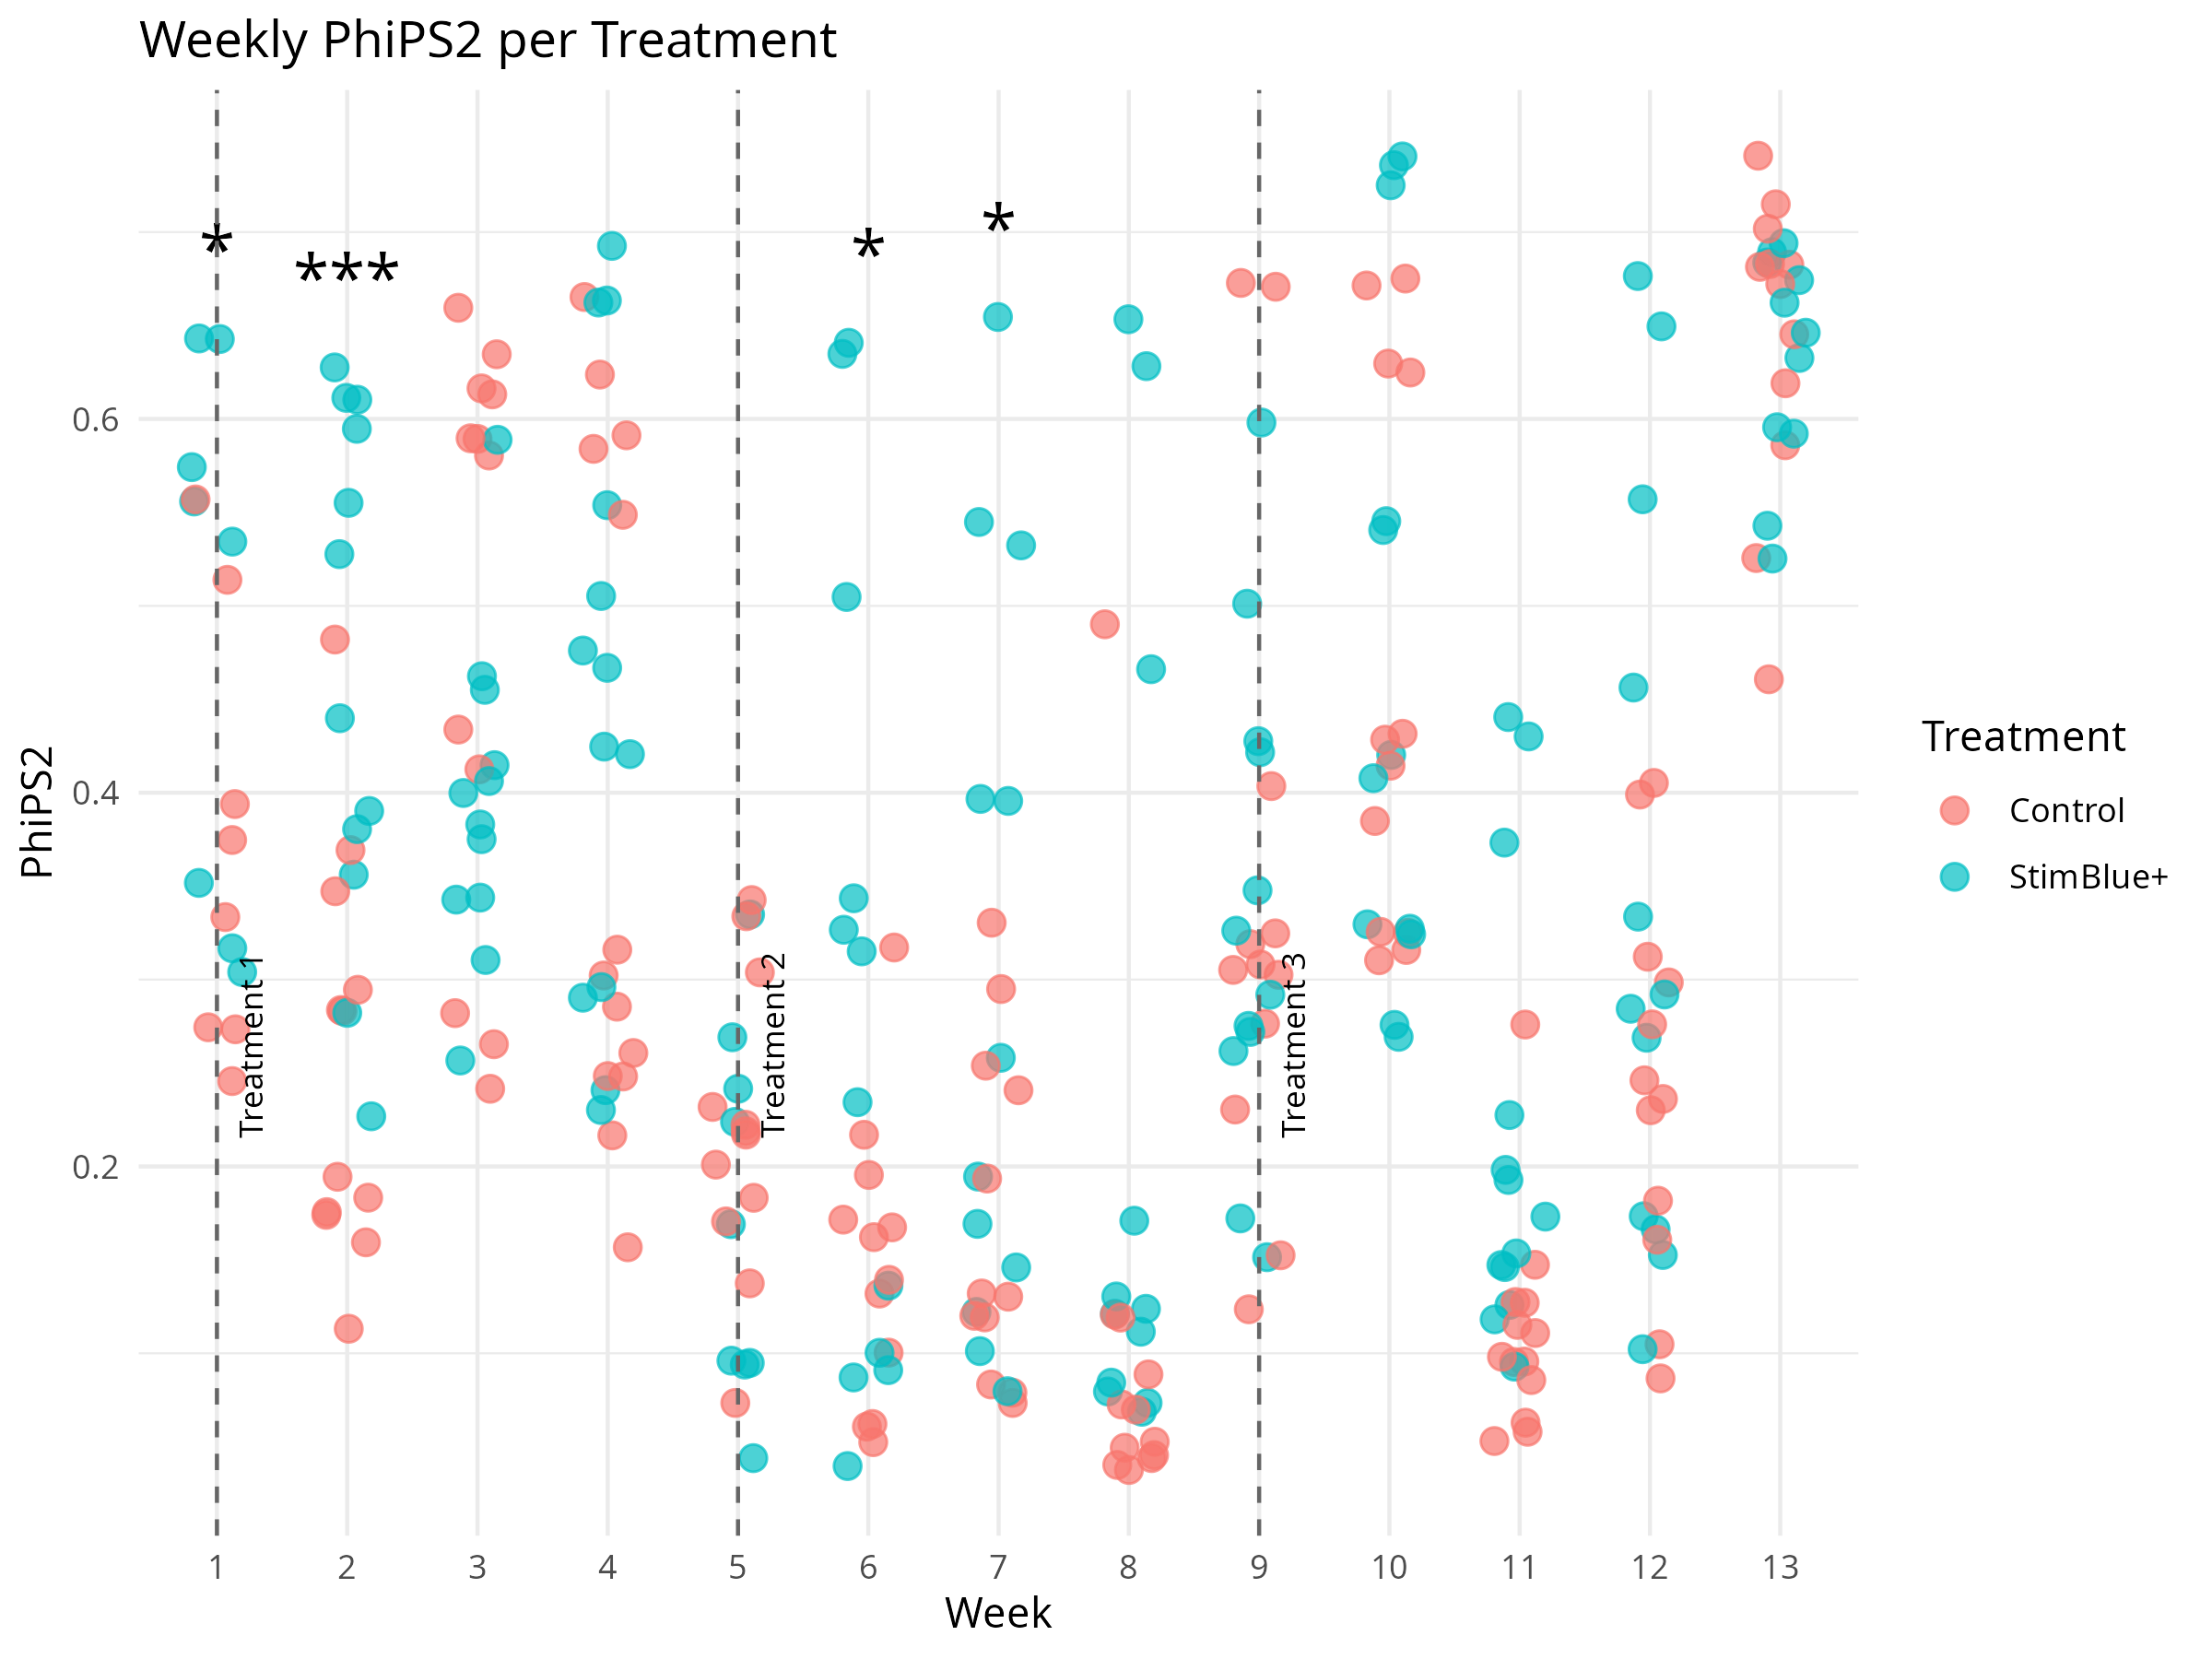 Weekly PhiPS2 per Treatment
*
***
*
*
0.6
0.4
0.2
PhiPS2
Treatment 1
Treatment 2
Treatment 3
1 2 3 4 5 6 7 8 9 10 11 12 13
Week
Treatment
Control
StimBlue+